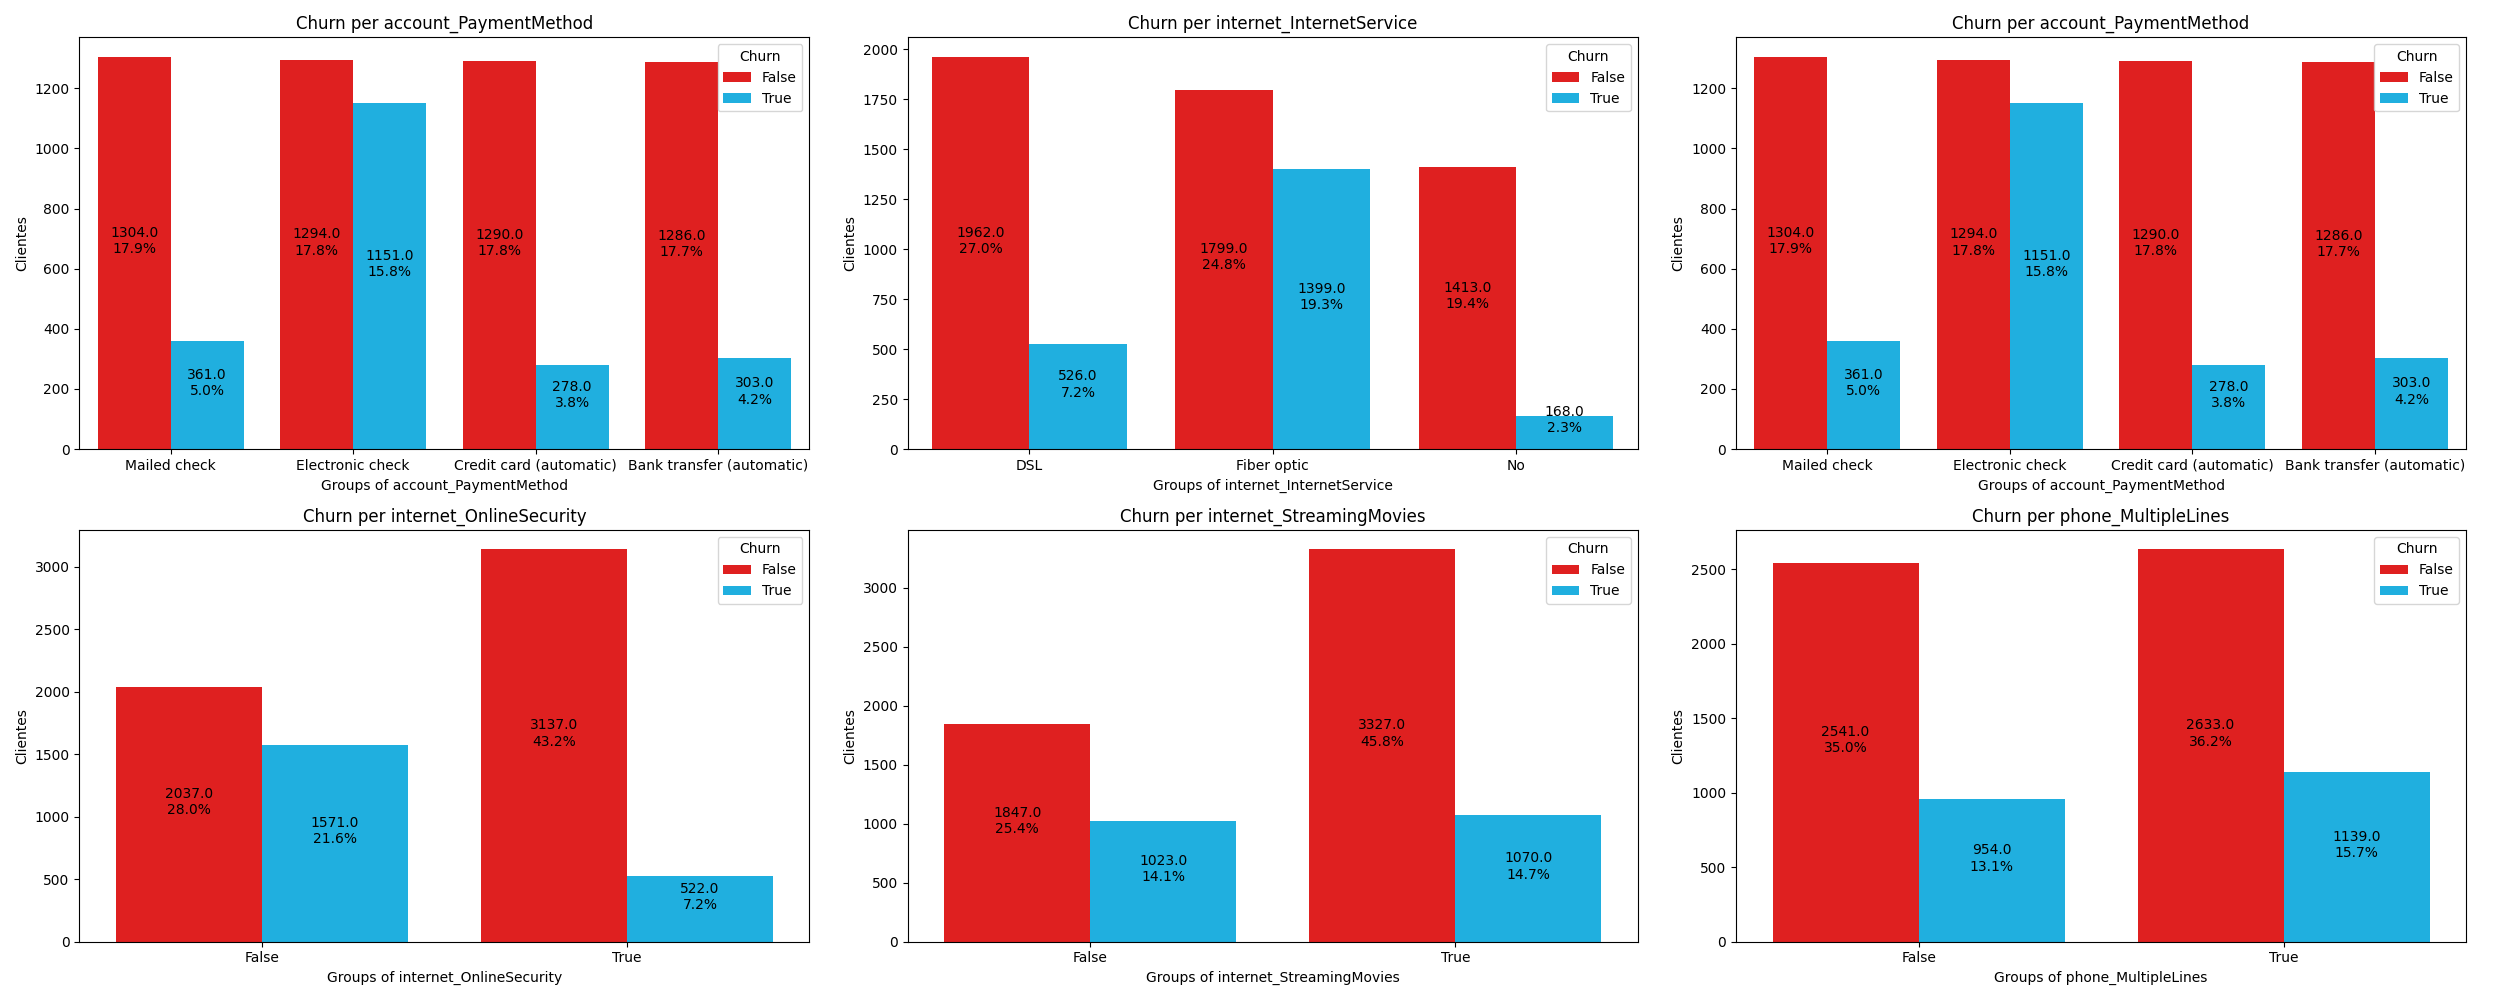 Churn per account_PaymentMethod
Churn
False
True
1200
1000
800
600
400
200
0
Clientes
1304.0
17.9%
361.0
5.0%
1294.0
17.8%
1151.0
15.8%
1290.0
17.8%
278.0
3.8%
1286.0
17.7%
303.0
4.2%
Mailed check
Electronic check
Credit card (automatic)
Bank transfer (automatic)
Groups of account_PaymentMethod
Churn per internet_InternetService
Churn
False
True
2000
1750
1500
1250
1000
750
500
250
0
Clientes
1962.0
27.0%
526.0
7.2%
1799.0
24.8%
1399.0
19.3%
1413.0
19.4%
168.0
2.3%
DSL
Fiber optic
No
Groups of internet_InternetService
Churn per account_PaymentMethod
Churn
False
True
1200
1000
800
600
400
200
0
Clientes
1304.0
17.9%
361.0
5.0%
1294.0
17.8%
1151.0
15.8%
1290.0
17.8%
278.0
3.8%
1286.0
17.7%
303.0
4.2%
Mailed check
Electronic check
Credit card (automatic)
Bank transfer (automatic)
Groups of account_PaymentMethod
Churn per internet_OnlineSecurity
Churn
False
True
3000
2500
2000
1500
1000
500
0
Clientes
2037.0
28.0%
1571.0
21.6%
3137.0
43.2%
522.0
7.2%
False
True
Groups of internet_OnlineSecurity
Churn per internet_StreamingMovies
Churn
False
True
3000
2500
2000
1500
1000
500
0
Clientes
1847.0
25.4%
1023.0
14.1%
3327.0
45.8%
1070.0
14.7%
False
True
Groups of internet_StreamingMovies
Churn per phone_MultipleLines
Churn
False
True
2500
2000
1500
1000
500
0
Clientes
2541.0
35.0%
954.0
13.1%
2633.0
36.2%
1139.0
15.7%
False
True
Groups of phone_MultipleLines